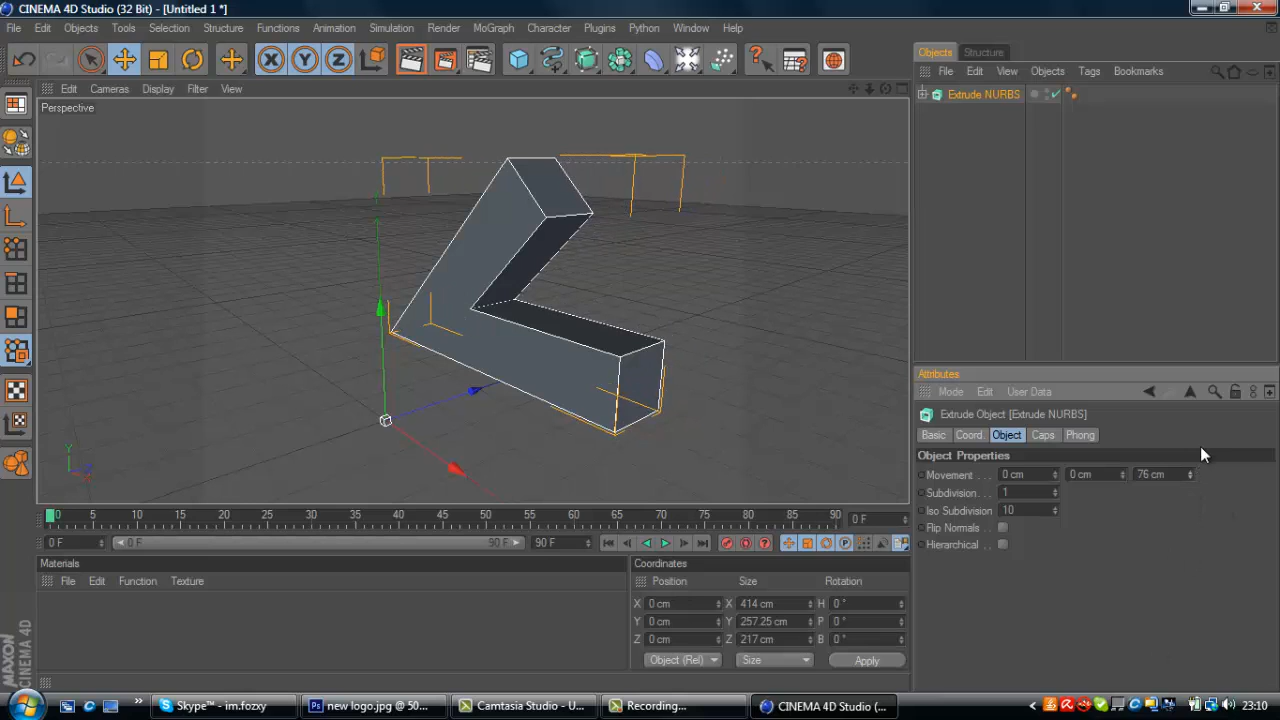 CINEMA 4D Studio (32 Bit) - [Untitled 1 *]
File Edit Objects Tools Selection Structure Functions Animation Simulation Render MoGraph Character Plugins Python Window Help
X Y Z
Edit Cameras Display Filter View
Perspective
Y
Z
X
0 5 10 15 20 25 30 35 40 45 50 55 60 65 70 75 80 85 90
0 F
0 F 0 F 90 F 90 F
Materials
File Edit Function Texture
Coordinates
Position Size Rotation
X 0 cm X 414 cm H 0 °
Y 0 cm Y 257.25 cm P 0 °
Z 0 cm Z 217 cm B 0 °
Object (Rel) Size Apply
Objects Structure
File Edit View Objects Tags Bookmarks
Extrude NURBS
Attributes
Mode Edit User Data
Extrude Object [Extrude NURBS]
Basic Coord. Object Caps Phong
Object Properties
Movement . . . 0 cm 0 cm 76 cm
Subdivision. . . 1
Iso Subdivision 10
Flip Normals . .
Hierarchical . .
MAXON
CINEMA 4D
Skype™ - im.fozxy
new logo.jpg @ 50...
Camtasia Studio - U...
Recording...
CINEMA 4D Studio (...
23:10